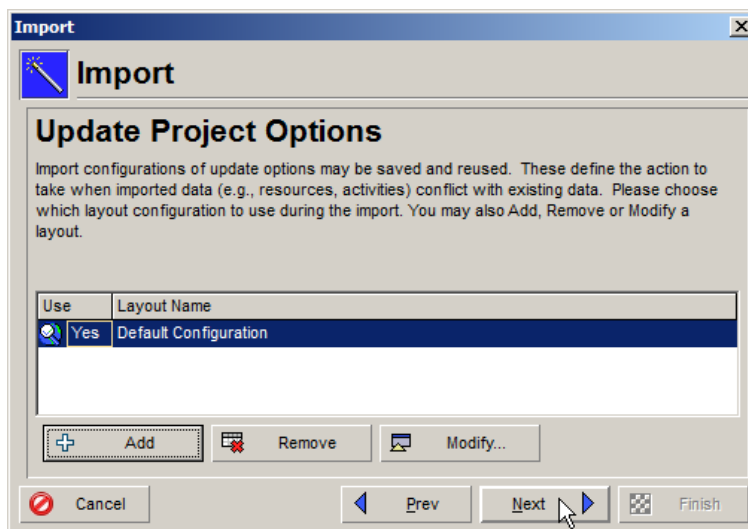 Import
Import
Update Project Options
Import configurations of update options may be saved and reused. These define the action to
take when imported data (e.g., resources, activities) conflict with existing data. Please choose
which layout configuration to use during the import. You may also Add, Remove or Modify a
layout.
Use Layout Name
Yes Default Configuration
Add Remove Modify...
Cancel Prev Next Finish